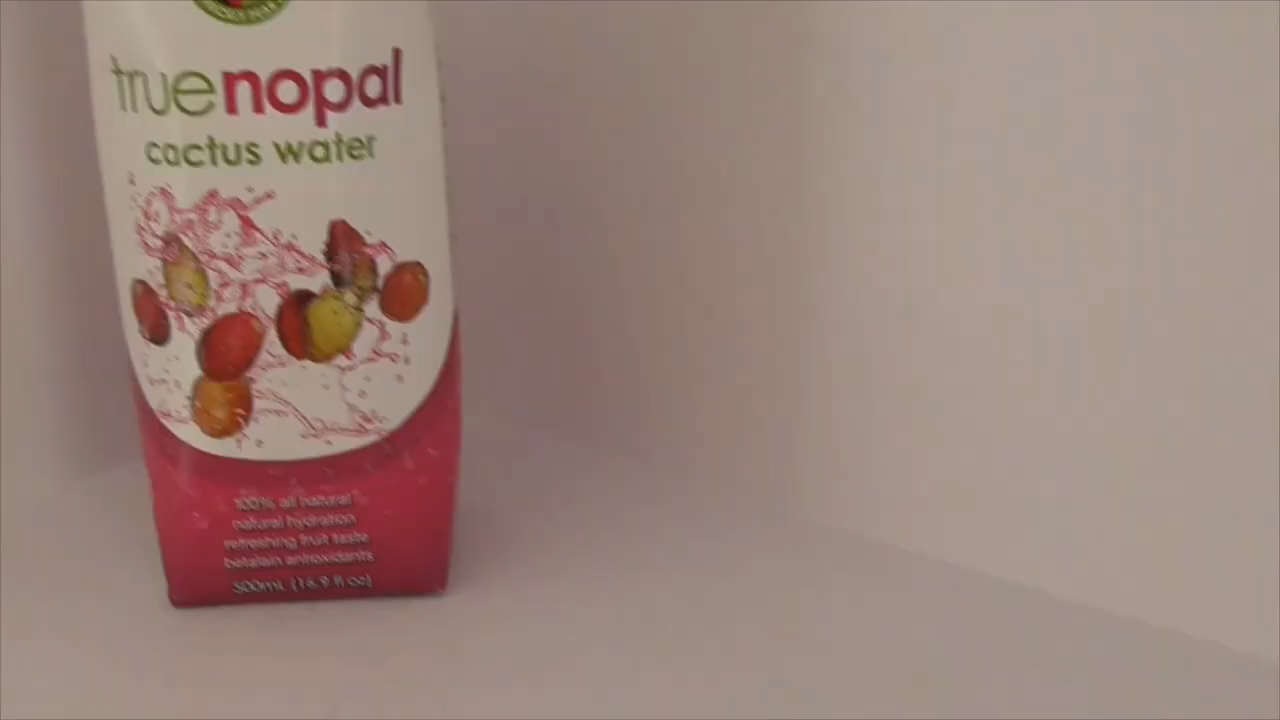 truenopal
cactus water
100% all natural
natural hydration
refreshing fruit taste
betalain antioxidants
500mL (16.9 fl oz)